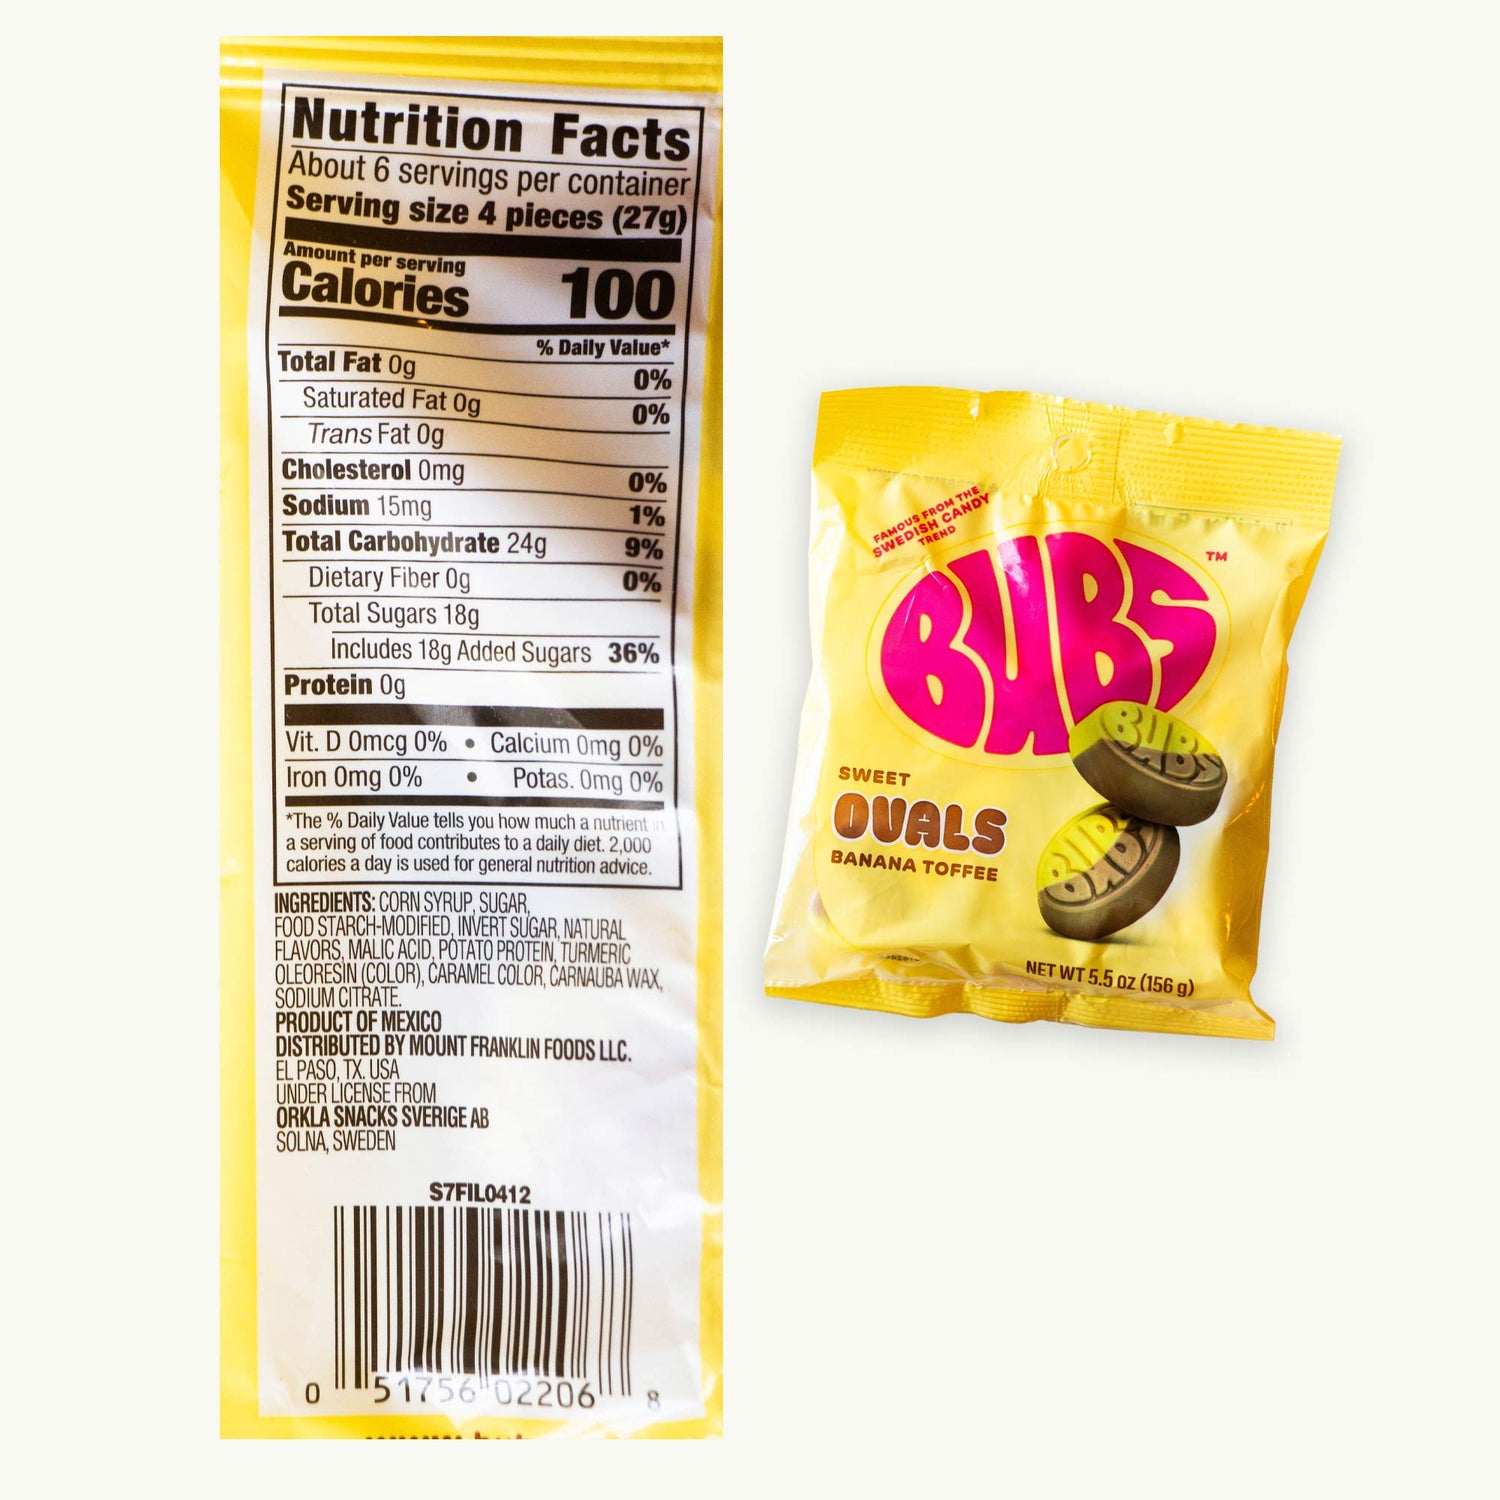 Nutrition Facts
About 6 servings per container
Serving size 4 pieces (27g)
Amount per serving
Calories 100
% Daily Value*
Total Fat 0g 0%
Saturated Fat 0g 0%
Trans Fat 0g
Cholesterol 0mg 0%
Sodium 15mg 1%
Total Carbohydrate 24g 9%
Dietary Fiber 0g 0%
Total Sugars 18g
Includes 18g Added Sugars 36%
Protein 0g
Vit. D 0mcg 0% • Calcium 0mg 0%
Iron 0mg 0% • Potas. 0mg 0%
*The % Daily Value tells you how much a nutrient in
a serving of food contributes to a daily diet. 2,000
calories a day is used for general nutrition advice.
INGREDIENTS: CORN SYRUP, SUGAR,
FOOD STARCH-MODIFIED, INVERT SUGAR, NATURAL
FLAVORS, MALIC ACID, POTATO PROTEIN, TURMERIC
OLEORESIN (COLOR), CARAMEL COLOR, CARNAUBA WAX,
SODIUM CITRATE.
PRODUCT OF MEXICO
DISTRIBUTED BY MOUNT FRANKLIN FOODS LLC.
EL PASO, TX. USA
UNDER LICENSE FROM
ORKLA SNACKS SVERIGE AB
SOLNA, SWEDEN
S7FIL0412
0 51756 02206 8
FAMOUS FROM THE
SWEDISH CANDY
TREND
BUBS TM
BUBS
BUBS
SWEET
OVALS
BANANA TOFFEE
NET WT 5.5 OZ (156 g)